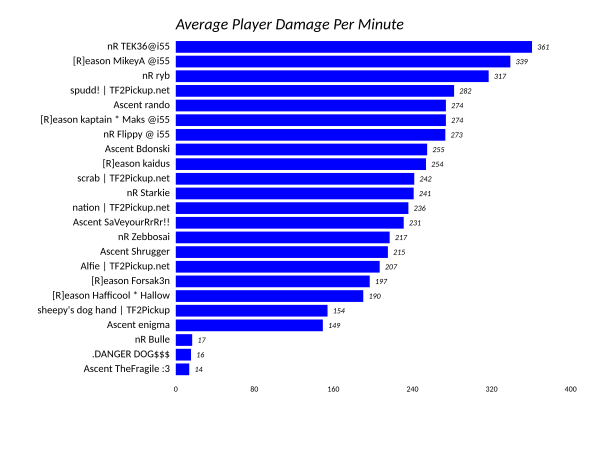 Average Player Damage Per Minute
nR TEK36@i55 361
[R]eason MikeyA @i55 339
nR ryb 317
spudd! | TF2Pickup.net 282
Ascent rando 274
[R]eason kaptain * Maks @i55 274
nR Flippy @ i55 273
Ascent Bdonski 255
[R]eason kaidus 254
scrab | TF2Pickup.net 242
nR Starkie 241
nation | TF2Pickup.net 236
Ascent SaVeyourRrRr!! 231
nR Zebbosai 217
Ascent Shrugger 215
Alfie | TF2Pickup.net 207
[R]eason Forsak3n 197
[R]eason Hafficool * Hallow 190
sheepy's dog hand | TF2Pickup 154
Ascent enigma 149
nR Bulle 17
.DANGER DOG$$$ 16
Ascent TheFragile :3 14
0 80 160 240 320 400